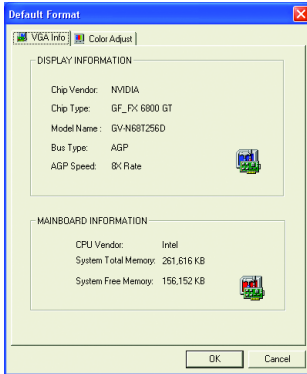 Default Format
VGA Info
Color Adjust
DISPLAY INFORMATION
Chip Vendor: NVIDIA
Chip Type: GF_FX 6800 GT
Model Name : GV-N68T256D
Bus Type: AGP
AGP Speed: 8X Rate
MAINBOARD INFORMATION
CPU Vendor: Intel
System Total Memory: 261,616 KB
System Free Memory: 156,152 KB
OK
Cancel